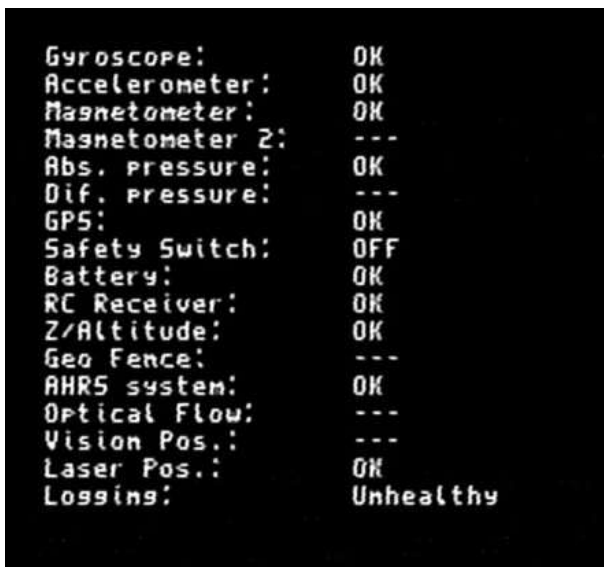 Gyroscope: OK
Accelerometer: OK
Magnetometer: OK
Magnetometer 2: ---
Abs. pressure: OK
Dif. pressure: ---
GPS: OK
Safety Switch: OFF
Battery: OK
RC Receiver: OK
Z/Altitude: OK
Geo Fence: ---
AHRS system: OK
Optical Flow: ---
Vision Pos.: ---
Laser Pos.: OK
Logging: Unhealthy